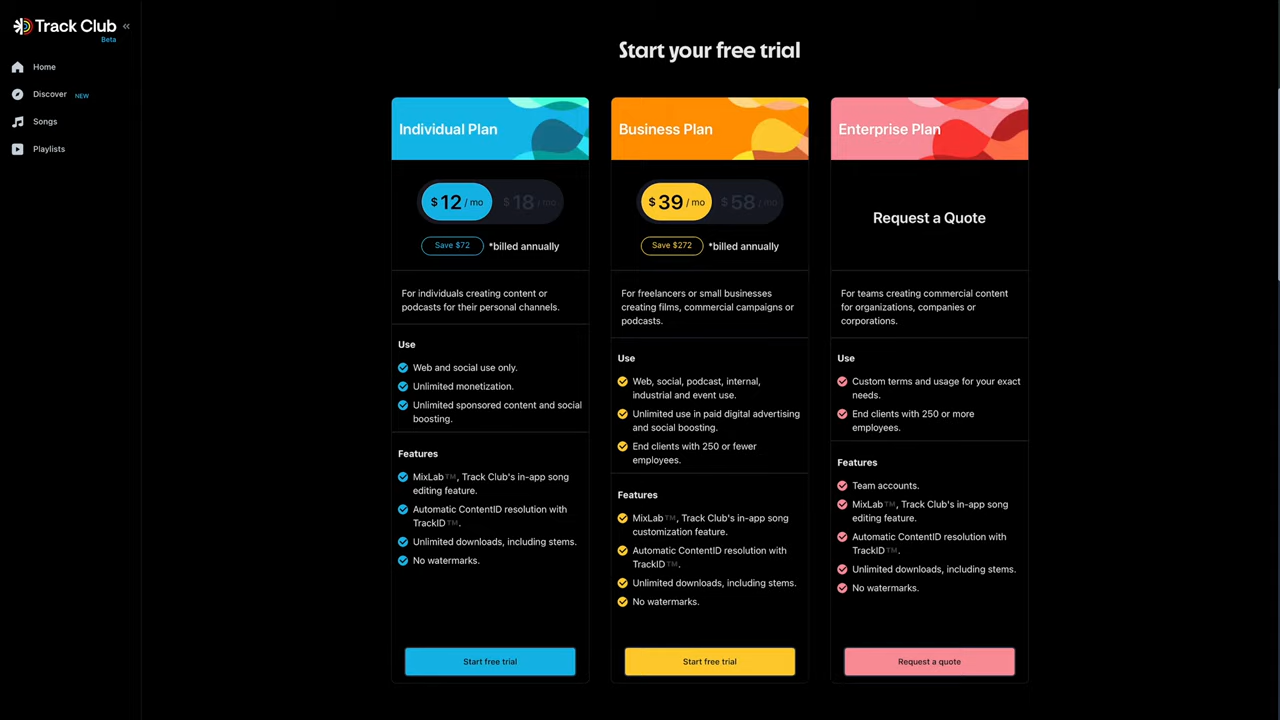 Track Club
Beta
Home
Discover NEW
Songs
Playlists
Start your free trial
Individual Plan
$ 12 / mo $ 18 / mo
Save $72 *billed annually
For individuals creating content or
podcasts for their personal channels.
Use
Web and social use only.
Unlimited monetization.
Unlimited sponsored content and social
boosting.
Features
MixLab™, Track Club's in-app song
editing feature.
Automatic ContentID resolution with
TrackID™.
Unlimited downloads, including stems.
No watermarks.
Start free trial
Business Plan
$ 39 / mo $ 58 / mo
Save $272 *billed annually
For freelancers or small businesses
creating films, commercial campaigns or
podcasts.
Use
Web, social, podcast, internal,
industrial and event use.
Unlimited use in paid digital advertising
and social boosting.
End clients with 250 or fewer
employees.
Features
MixLab™, Track Club's in-app song
customization feature.
Automatic ContentID resolution with
TrackID™.
Unlimited downloads, including stems.
No watermarks.
Start free trial
Enterprise Plan
Request a Quote
For teams creating commercial content
for organizations, companies or
corporations.
Use
Custom terms and usage for your exact
needs.
End clients with 250 or more
employees.
Features
Team accounts.
MixLab™, Track Club's in-app song
editing feature.
Automatic ContentID resolution with
TrackID™.
Unlimited downloads, including stems.
No watermarks.
Request a quote